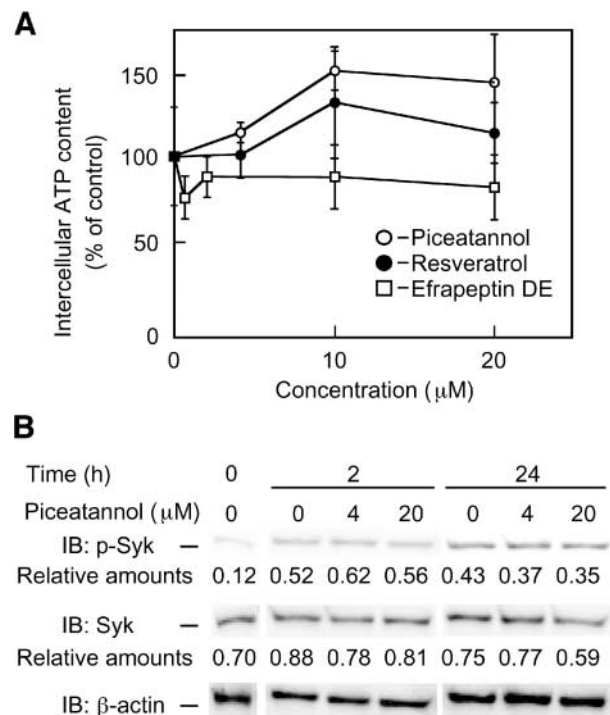 A
Intercellular ATP content
(% of control)
150
100
50
0
0 10 20
Concentration (μM)
Piceatannol
Resveratrol
Efrapeptin DE
B
Time (h) 0 2 24
Piceatannol (μM) 0 0 4 20 0 4 20
IB: p-Syk
Relative amounts 0.12 0.52 0.62 0.56 0.43 0.37 0.35
IB: Syk
Relative amounts 0.70 0.88 0.78 0.81 0.75 0.77 0.59
IB: β-actin